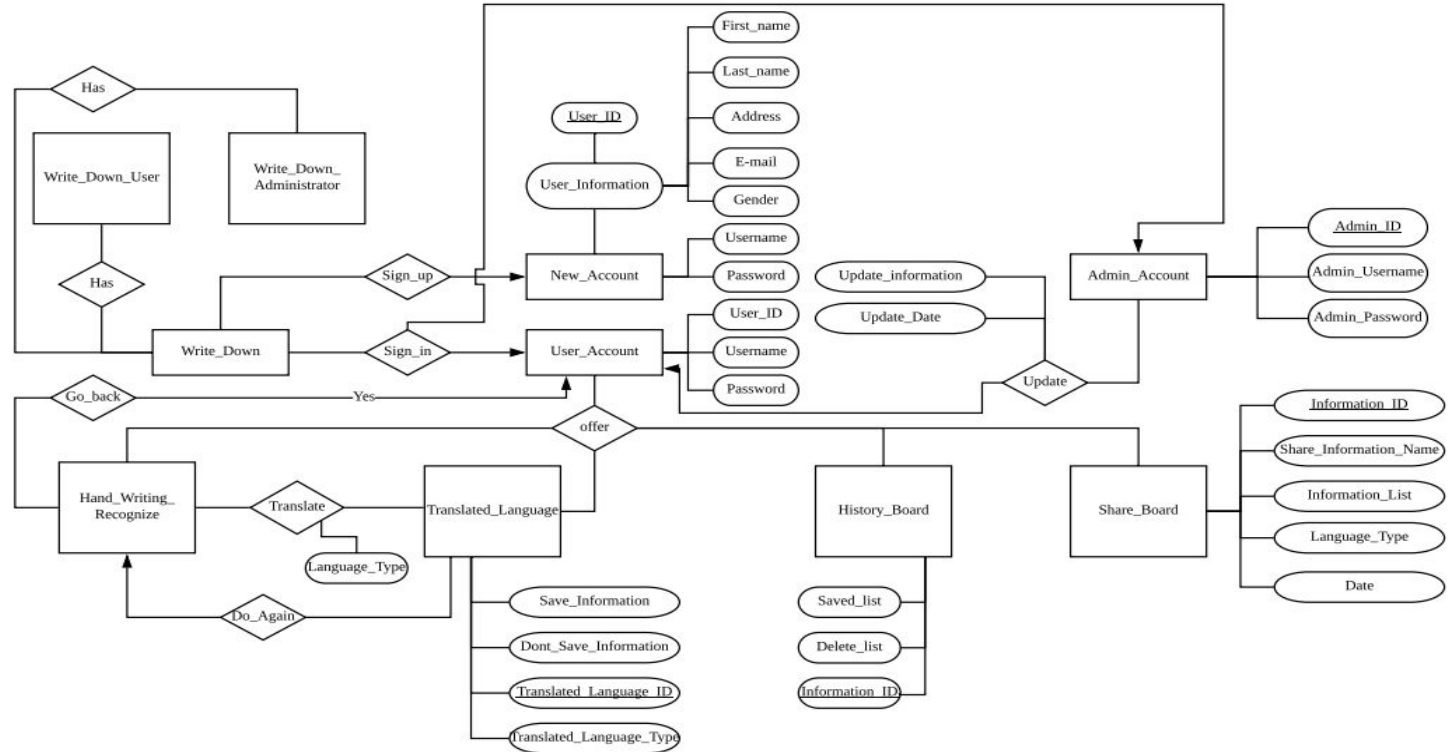 First_name
Last_name
Has
Address
User_ID
Write_Down_User
Write_Down_
Administrator
E-mail
User_Information
Gender
Admin_ID
Username
Sign_up
New_Account
Password
Update_information
Admin_Account
Admin_Username
Has
User_ID
Update_Date
Admin_Password
Write_Down
Sign_in
User_Account
Username
Update
Password
Go_back
Yes
Information_ID
offer
Share_Information_Name
Hand_Writing_
Recognize
Translate
Translated_Language
History_Board
Share_Board
Information_List
Language_Type
Language_Type
Date
Do_Again
Save_Information
Saved_list
Dont_Save_Information
Delete_list
Translated_Language_ID
Information_ID
Translated_Language_Type